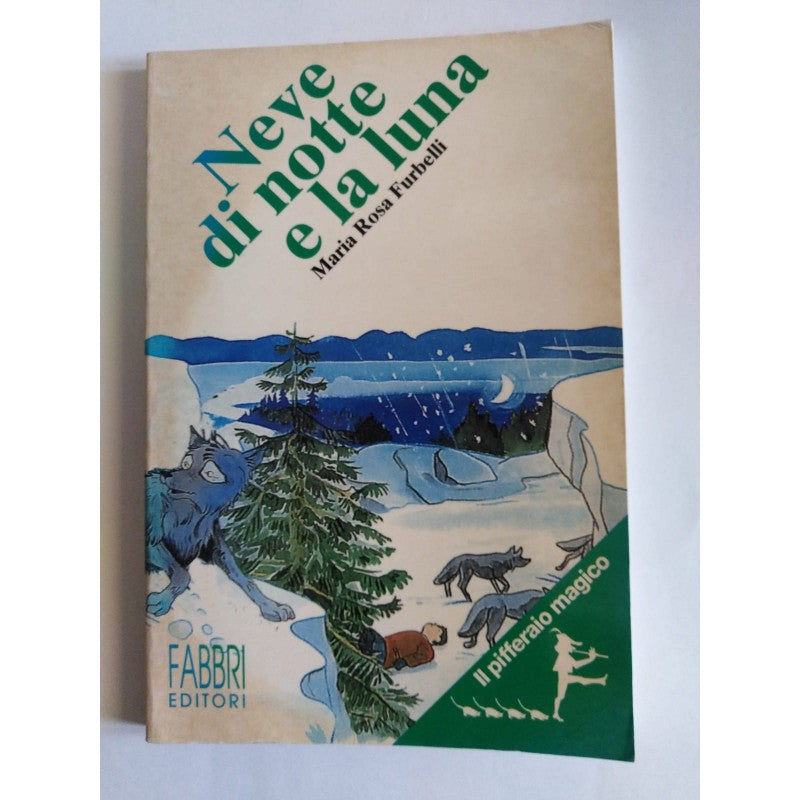 Neve
di notte
e la luna
Maria Rosa Furbelli
FABBRI
EDITORI
Il pifferaio magico